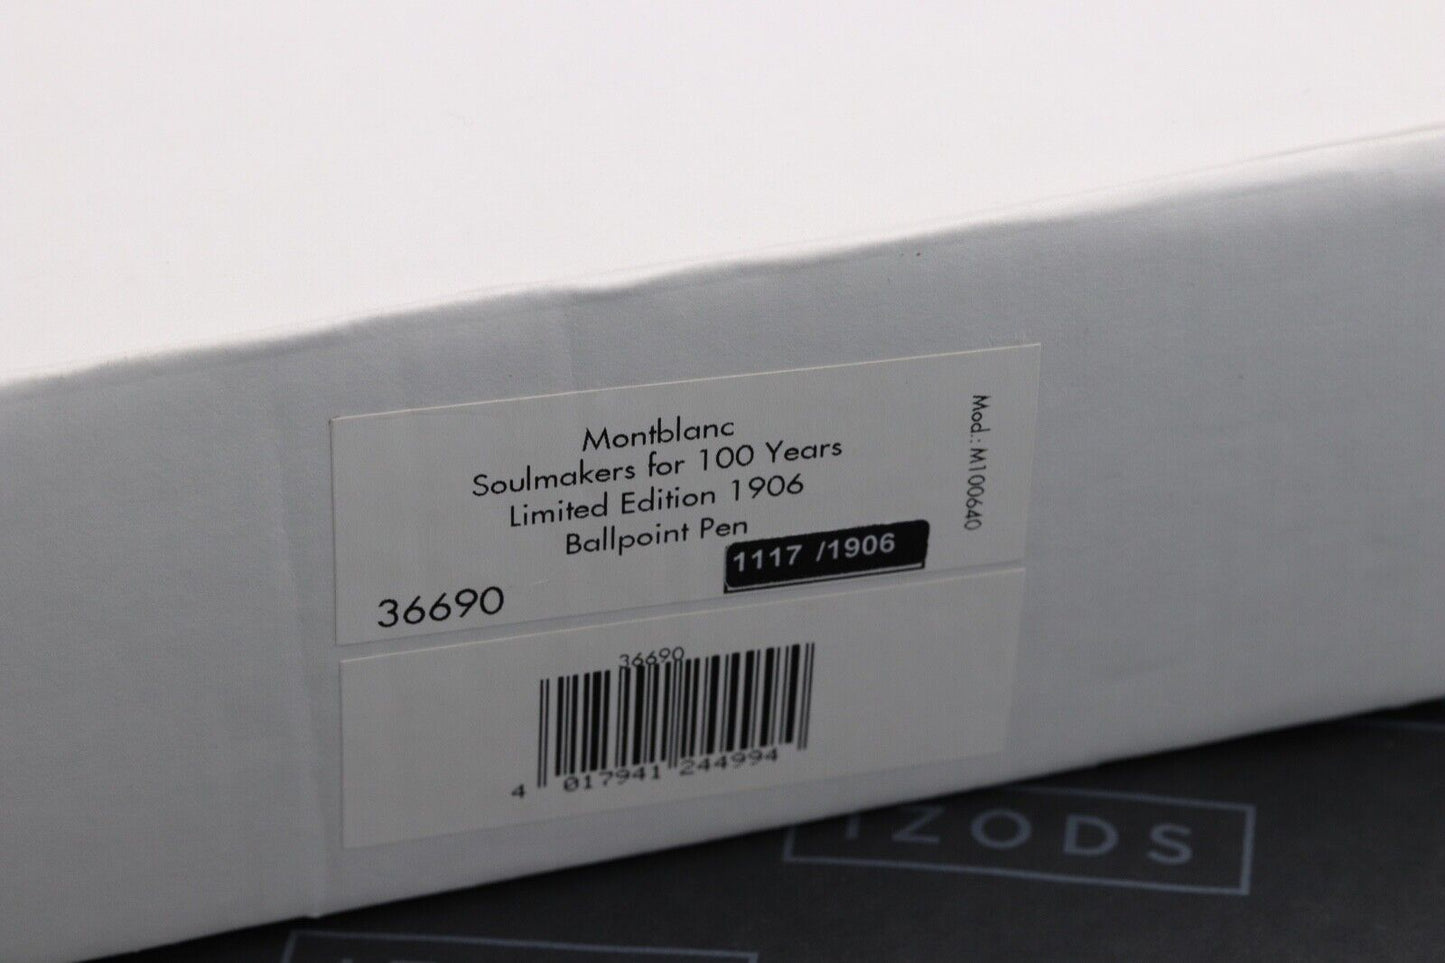 Montblanc
Soulmakers for 100 Years
Limited Edition 1906
Ballpoint Pen
1117 /1906
36690
Mod.: M100640
36690
4 017941 244994
IZODS